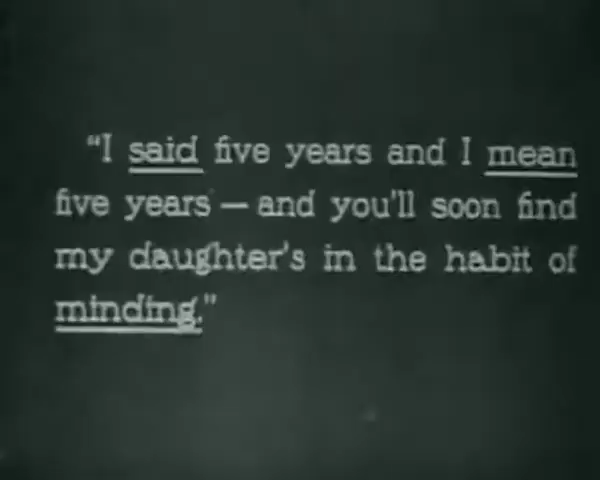 “I said five years and I mean
five years — and you'll soon find
my daughter's in the habit of
minding.”